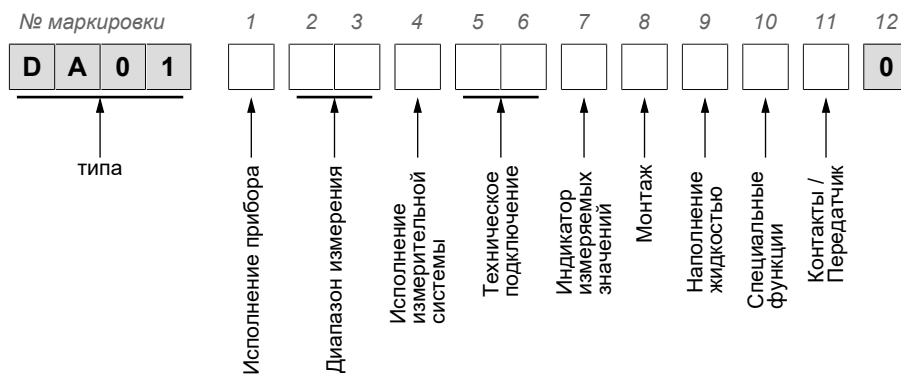 № маркировки 1 2 3 4 5 6 7 8 9 10 11 12
D A 0 1 0
типа
Исполнение прибора
Диапазон измерения
Исполнение
измерительной
системы
Техническое
подключение
Индикатор
измеряемых
значений
Монтаж
Наполнение
жидкостью
Специальные
функции
Контакты /
Передатчик